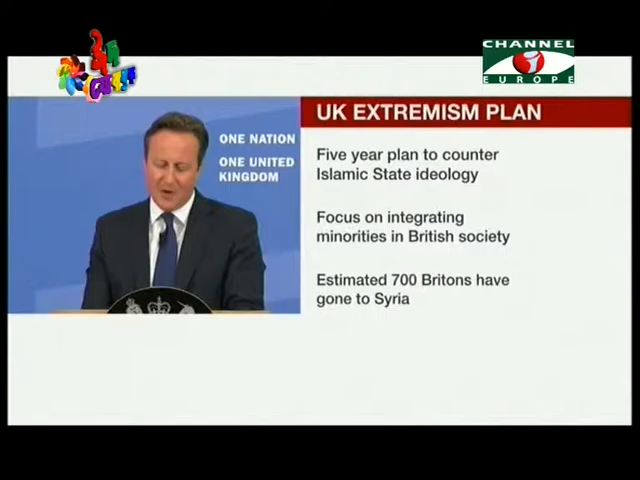 CHANNEL
i
EUROPE
UK EXTREMISM PLAN
ONE NATION
ONE UNITED
KINGDOM
Five year plan to counter
Islamic State ideology
Focus on integrating
minorities in British society
Estimated 700 Britons have
gone to Syria